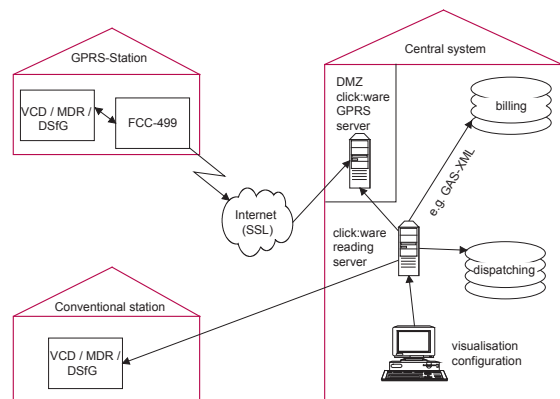 GPRS-Station
VCD / MDR /
DSfG
FCC-499
Internet
(SSL)
Conventional station
VCD / MDR /
DSfG
Central system
DMZ
click:ware
GPRS
server
billing
e.g. GAS-XML
click:ware
reading
server
dispatching
visualisation
configuration